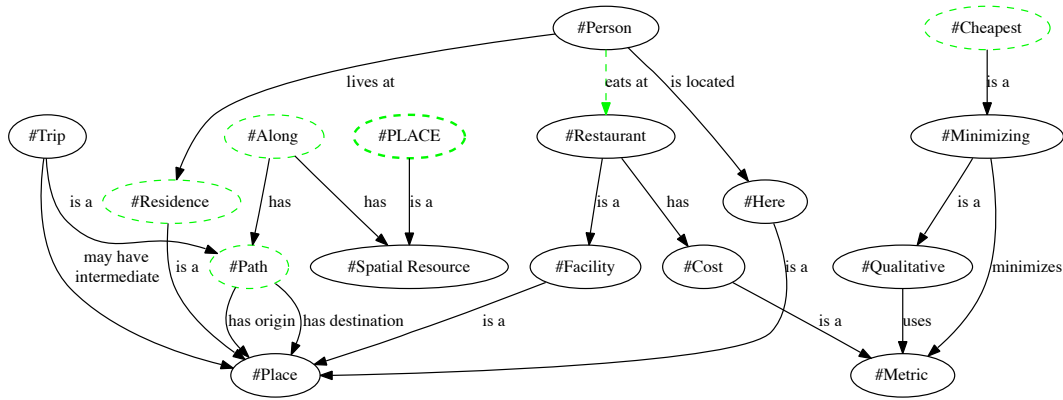 #Person
#Cheapest
lives at
eats at
is located
is a
#Trip
#Along
#PLACE
#Restaurant
#Minimizing
is a
#Residence
has
has
is a
is a
has
#Here
is a
may have
intermediate
is a
#Path
#Spatial Resource
#Facility
#Cost
is a
#Qualitative
minimizes
has origin
has destination
is a
is a
uses
#Place
#Metric